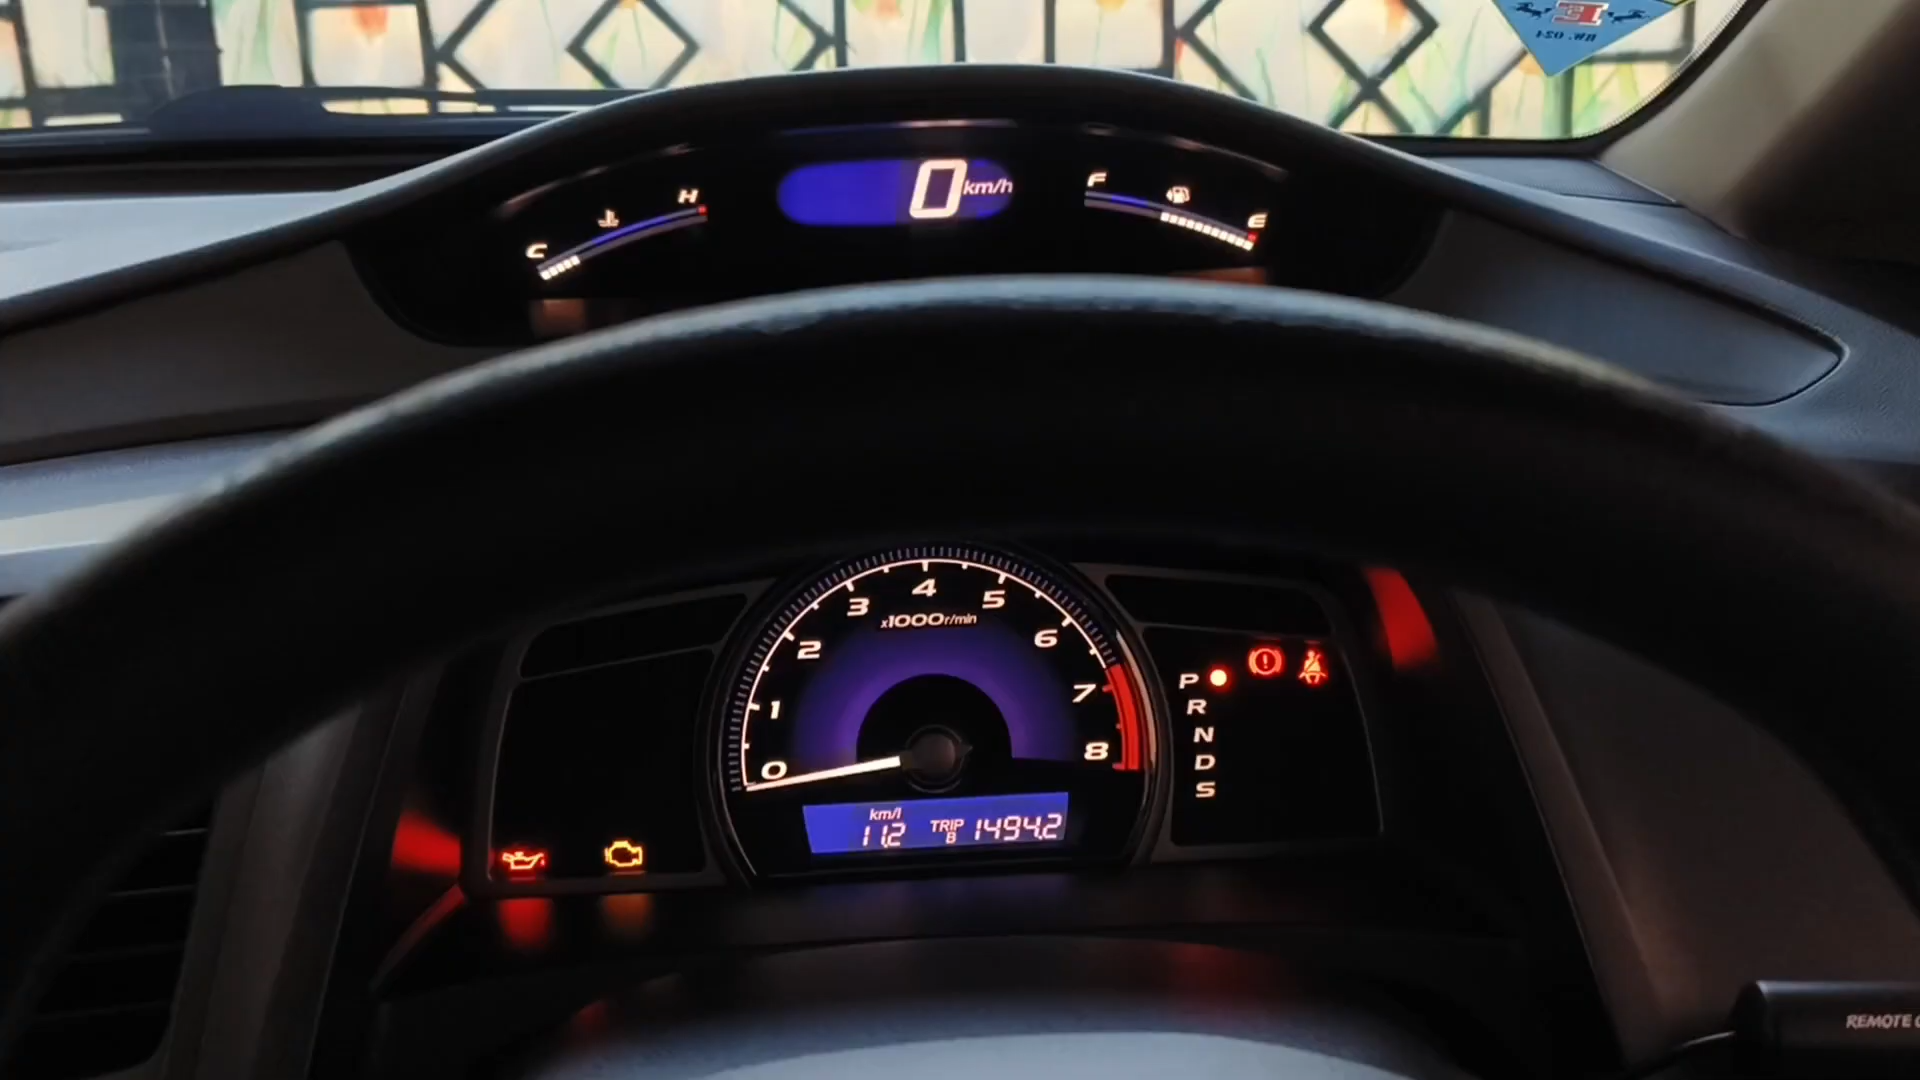 0 km/h
C
H
F
E
4
3
5
x1000r/min
2
6
1
7
0
8
P
R
N
D
S
km/l
11.2 TRIP B 1494.2
REMOTE